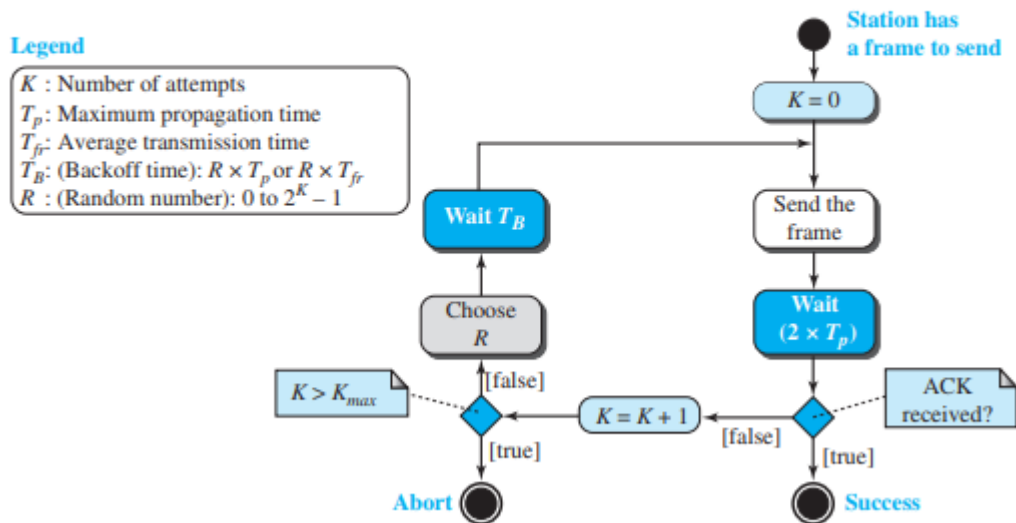 Legend
K : Number of attempts
Tp: Maximum propagation time
Tfr: Average transmission time
TB: (Backoff time): R × Tp or R × Tfr
R : (Random number): 0 to 2^K – 1
Station has
a frame to send
K = 0
Wait TB
Send the
frame
Choose
R
Wait
(2 × Tp)
K > Kmax
[false]
K = K + 1
[false]
ACK
received?
[true]
[true]
Abort
Success